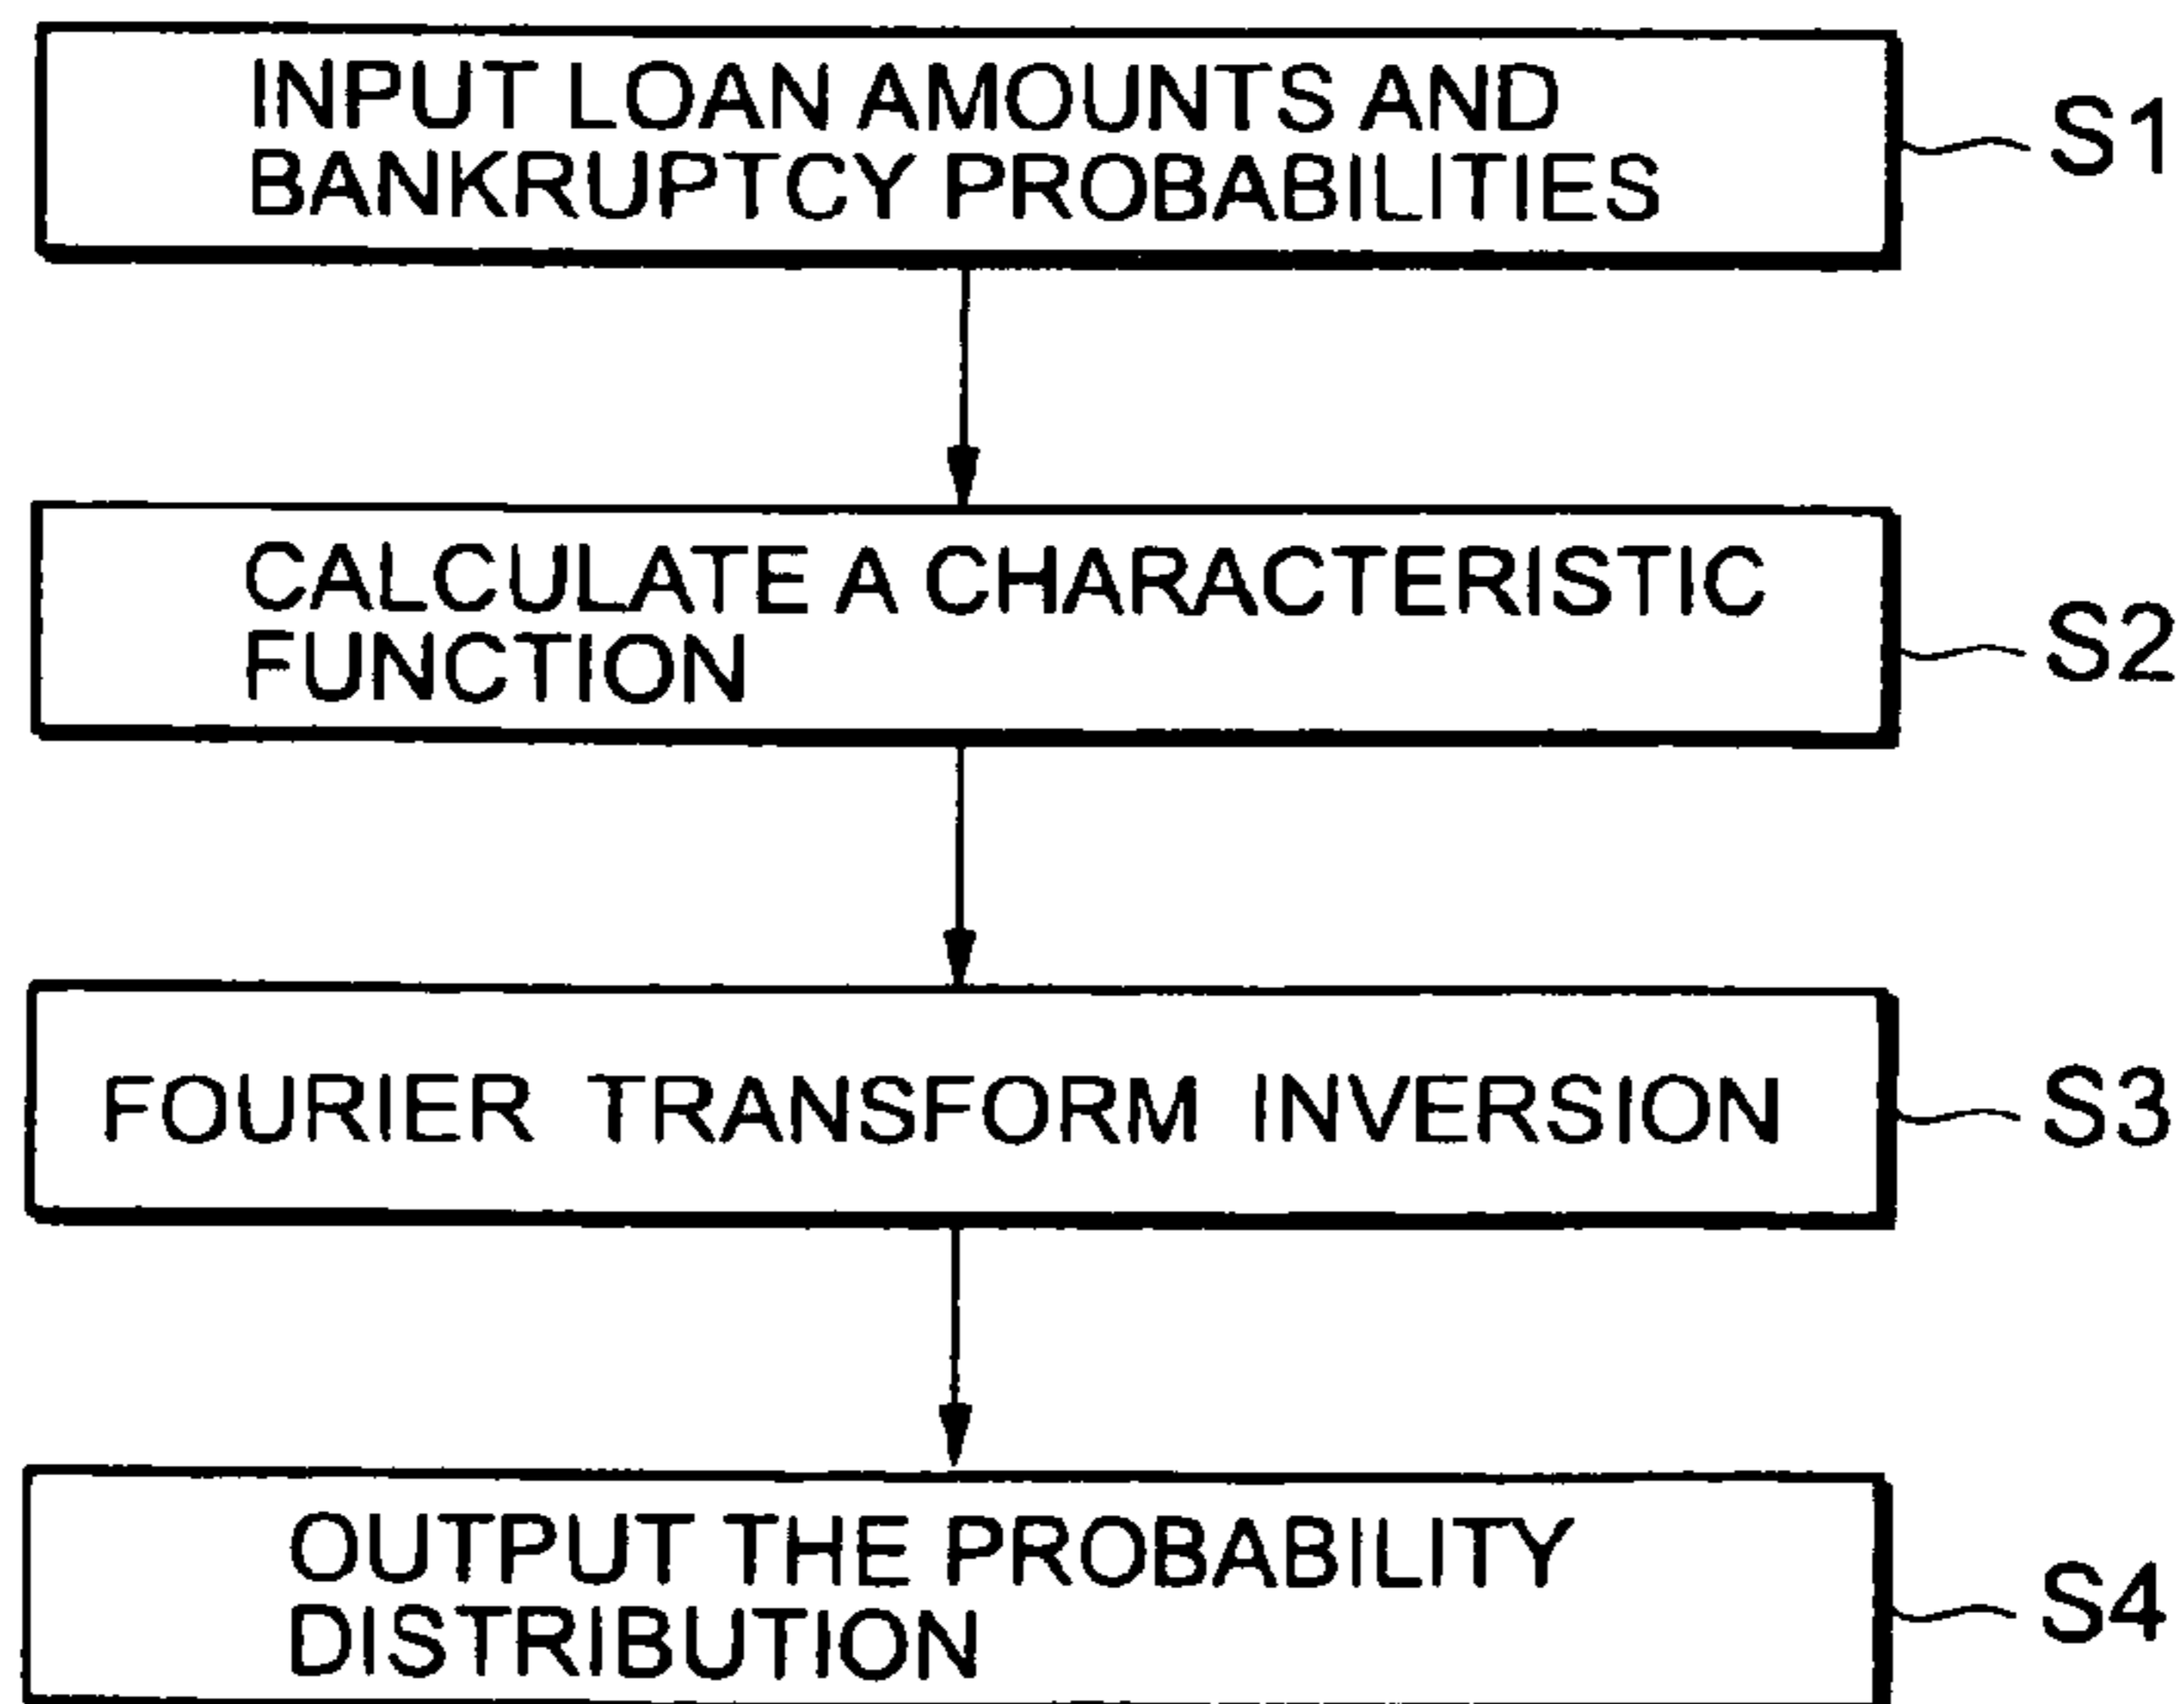 INPUT LOAN AMOUNTS AND
BANKRUPTCY PROBABILITIES
S1
CALCULATE A CHARACTERISTIC
FUNCTION
S2
FOURIER TRANSFORM INVERSION
S3
OUTPUT THE PROBABILITY
DISTRIBUTION
S4